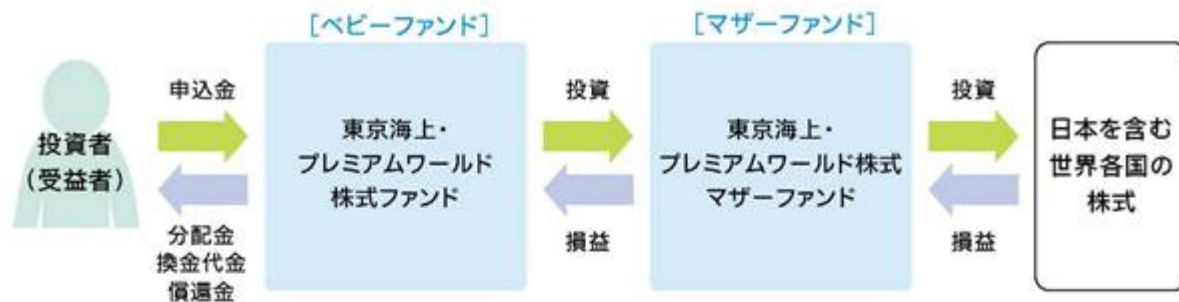 [ベビーファンド]
[マザーファンド]
投資者
(受益者)
申込金
分配金
換金代金
償還金
東京海上・
プレミアムワールド
株式ファンド
投資
損益
東京海上・
プレミアムワールド株式
マザーファンド
投資
損益
日本を含む
世界各国の
株式